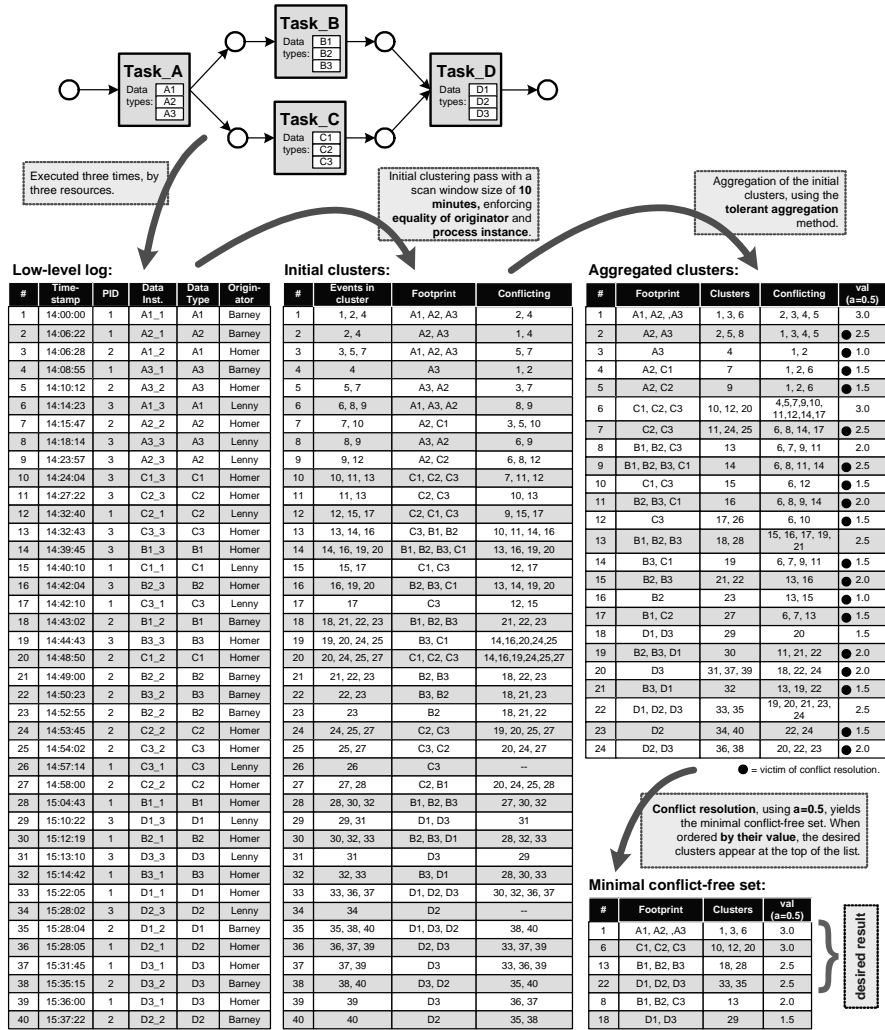 Task_A
Data types:
A1
A2
A3
Task_B
Data types:
B1
B2
B3
Task_C
Data types:
C1
C2
C3
Task_D
Data types:
D1
D2
D3
Executed three times, by
three resources.
Initial clustering pass with a
scan window size of 10
minutes, enforcing
equality of originator and
process instance.
Aggregation of the initial
clusters, using the
tolerant aggregation
method.
Low-level log:
# Time-stamp PID Data Inst. Data Type Origin-ator
1 14:00:00 1 A1_1 A1 Barney
2 14:06:22 1 A2_1 A2 Barney
3 14:06:28 2 A1_2 A1 Homer
4 14:08:55 1 A3_1 A3 Barney
5 14:10:12 2 A3_2 A3 Homer
6 14:14:23 3 A1_3 A1 Lenny
7 14:15:47 2 A2_2 A2 Homer
8 14:18:14 3 A3_3 A3 Lenny
9 14:23:57 3 A2_3 A2 Lenny
10 14:24:04 3 C1_3 C1 Homer
11 14:27:22 3 C2_3 C2 Homer
12 14:32:40 1 C2_1 C2 Lenny
13 14:32:43 3 C3_3 C3 Homer
14 14:39:45 3 B1_3 B1 Homer
15 14:40:10 1 C1_1 C1 Lenny
16 14:42:04 3 B2_3 B2 Homer
17 14:42:10 1 C3_1 C3 Lenny
18 14:43:02 2 B1_2 B1 Barney
19 14:44:43 3 B3_3 B3 Homer
20 14:48:50 2 C1_2 C1 Homer
21 14:49:00 2 B2_2 B2 Barney
22 14:50:23 2 B3_2 B3 Barney
23 14:52:55 2 B2_2 B2 Barney
24 14:53:45 2 C2_2 C2 Homer
25 14:54:02 2 C3_2 C3 Homer
26 14:57:14 1 C3_1 C3 Lenny
27 14:58:00 2 C2_2 C2 Homer
28 15:04:43 1 B1_1 B1 Homer
29 15:10:22 3 D1_3 D1 Lenny
30 15:12:19 1 B2_1 B2 Homer
31 15:13:10 3 D3_3 D3 Lenny
32 15:14:42 1 B3_1 B3 Homer
33 15:22:05 1 D1_1 D1 Homer
34 15:28:02 3 D2_3 D2 Lenny
35 15:28:04 2 D1_2 D1 Barney
36 15:28:05 1 D2_1 D2 Homer
37 15:31:45 1 D3_1 D3 Homer
38 15:35:15 2 D3_2 D3 Barney
39 15:36:00 1 D3_1 D3 Homer
40 15:37:22 2 D2_2 D2 Barney
Initial clusters:
# Events in cluster Footprint Conflicting
1 1, 2, 4 A1, A2, A3 2, 4
2 2, 4 A2, A3 1, 4
3 3, 5, 7 A1, A2, A3 5, 7
4 4 A3 1, 2
5 5, 7 A3, A2 3, 7
6 6, 8, 9 A1, A3, A2 8, 9
7 7, 10 A2, C1 3, 5, 10
8 8, 9 A3, A2 6, 9
9 9, 12 A2, C2 6, 8, 12
10 10, 11, 13 C1, C2, C3 7, 11, 12
11 11, 13 C2, C3 10, 13
12 12, 15, 17 C2, C1, C3 9, 15, 17
13 13, 14, 16 C3, B1, B2 10, 11, 14, 16
14 14, 16, 19, 20 B1, B2, B3, C1 13, 16, 19, 20
15 15, 17 C1, C3 12, 17
16 16, 19, 20 B2, B3, C1 13, 14, 19, 20
17 17 C3 12, 15
18 18, 21, 22, 23 B1, B2, B3 21, 22, 23
19 19, 20, 24, 25 B3, C1 14,16,20,24,25
20 20, 24, 25, 27 C1, C2, C3 14,16,19,24,25,27
21 21, 22, 23 B2, B3 18, 22, 23
22 22, 23 B3, B2 18, 21, 23
23 23 B2 18, 21, 22
24 24, 25, 27 C2, C3 19, 20, 25, 27
25 25, 27 C3, C2 20, 24, 27
26 26 C3 --
27 27, 28 C2, B1 20, 24, 25, 28
28 28, 30, 32 B1, B2, B3 27, 30, 32
29 29, 31 D1, D3 31
30 30, 32, 33 B2, B3, D1 28, 32, 33
31 31 D3 29
32 32, 33 B3, D1 28, 30, 33
33 33, 36, 37 D1, D2, D3 30, 32, 36, 37
34 34 D2 --
35 35, 38, 40 D1, D3, D2 38, 40
36 36, 37, 39 D2, D3 33, 37, 39
37 37, 39 D3 33, 36, 39
38 38, 40 D3, D2 35, 40
39 39 D3 36, 37
40 40 D2 35, 38
Aggregated clusters:
# Footprint Clusters Conflicting val (a=0.5)
1 A1, A2, ,A3 1, 3, 6 2, 3, 4, 5 3.0
2 A2, A3 2, 5, 8 1, 3, 4, 5 ● 2.5
3 A3 4 1, 2 ● 1.0
4 A2, C1 7 1, 2, 6 ● 1.5
5 A2, C2 9 1, 2, 6 ● 1.5
6 C1, C2, C3 10, 12, 20 4,5,7,9,10, 11,12,14,17 3.0
7 C2, C3 11, 24, 25 6, 8, 14, 17 ● 2.5
8 B1, B2, C3 13 6, 7, 9, 11 2.0
9 B1, B2, B3, C1 14 6, 8, 11, 14 ● 2.5
10 C1, C3 15 6, 12 ● 1.5
11 B2, B3, C1 16 6, 8, 9, 14 ● 2.0
12 C3 17, 26 6, 10 ● 1.5
13 B1, B2, B3 18, 28 15, 16, 17, 19, 21 2.5
14 B3, C1 19 6, 7, 9, 11 ● 1.5
15 B2, B3 21, 22 13, 16 ● 2.0
16 B2 23 13, 15 ● 1.0
17 B1, C2 27 6, 7, 13 ● 1.5
18 D1, D3 29 20 1.5
19 B2, B3, D1 30 11, 21, 22 ● 2.0
20 D3 31, 37, 39 18, 22, 24 ● 2.0
21 B3, D1 32 13, 19, 22 ● 1.5
22 D1, D2, D3 33, 35 19, 20, 21, 23, 24 2.5
23 D2 34, 40 22, 24 ● 1.5
24 D2, D3 36, 38 20, 22, 23 ● 2.0
● = victim of conflict resolution.
Conflict resolution, using a=0.5, yields
the minimal conflict-free set. When
ordered by their value, the desired
clusters appear at the top of the list.
Minimal conflict-free set:
# Footprint Clusters val (a=0.5)
1 A1, A2, ,A3 1, 3, 6 3.0
6 C1, C2, C3 10, 12, 20 3.0
13 B1, B2, B3 18, 28 2.5
22 D1, D2, D3 33, 35 2.5
8 B1, B2, C3 13 2.0
18 D1, D3 29 1.5
desired result